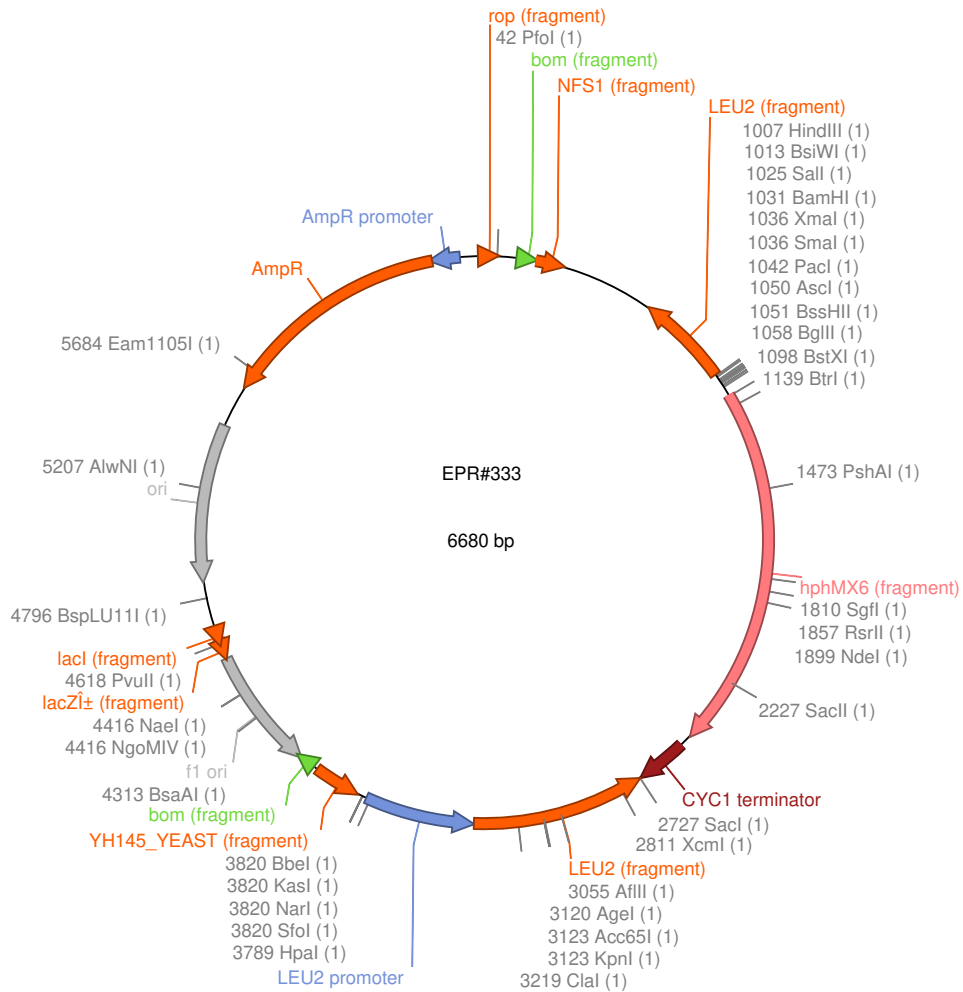 rop (fragment)
42 PfoI (1)
bom (fragment)
NFS1 (fragment)
LEU2 (fragment)
1007 HindIII (1)
1013 BsiWI (1)
1025 SalI (1)
1031 BamHI (1)
1036 XmaI (1)
1036 SmaI (1)
1042 PacI (1)
1050 AscI (1)
1051 BssHII (1)
1058 BglII (1)
1098 BstXI (1)
1139 BtrI (1)
AmpR promoter
AmpR
5684 Eam1105I (1)
5207 AlwNI (1)
ori
EPR#333
6680 bp
1473 PshAI (1)
hphMX6 (fragment)
1810 SgfI (1)
1857 RsrII (1)
1899 NdeI (1)
2227 SacII (1)
4796 BspLU11I (1)
lacI (fragment)
4618 PvuII (1)
lacZÎ± (fragment)
4416 NaeI (1)
4416 NgoMIV (1)
f1 ori
4313 BsaAI (1)
bom (fragment)
YH145_YEAST (fragment)
3820 BbeI (1)
3820 KasI (1)
3820 NarI (1)
3820 SfoI (1)
3789 HpaI (1)
LEU2 promoter
CYC1 terminator
2727 SacI (1)
2811 XcmI (1)
LEU2 (fragment)
3055 AflII (1)
3120 AgeI (1)
3123 Acc65I (1)
3123 KpnI (1)
3219 ClaI (1)